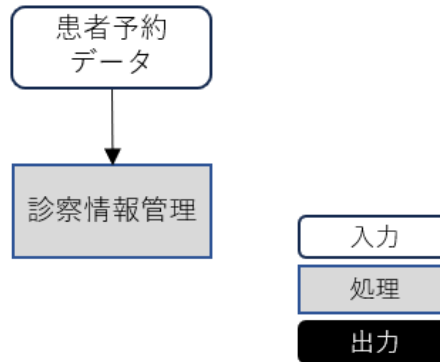 患者予約
データ
診察情報管理
入力
処理
出力